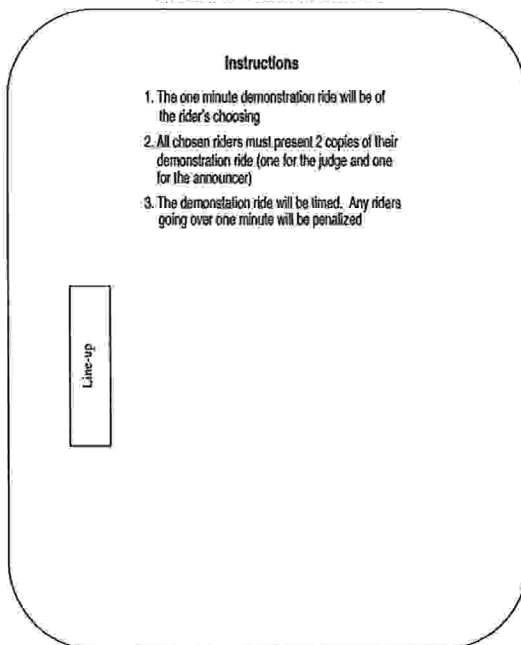 Instructions
1. The one minute demonstration ride will be of
the rider's choosing
2. All chosen riders must present 2 copies of their
demonstration ride (one for the judge and one
for the announcer)
3. The demonstation ride will be timed. Any riders
going over one minute will be penalized
Line-up